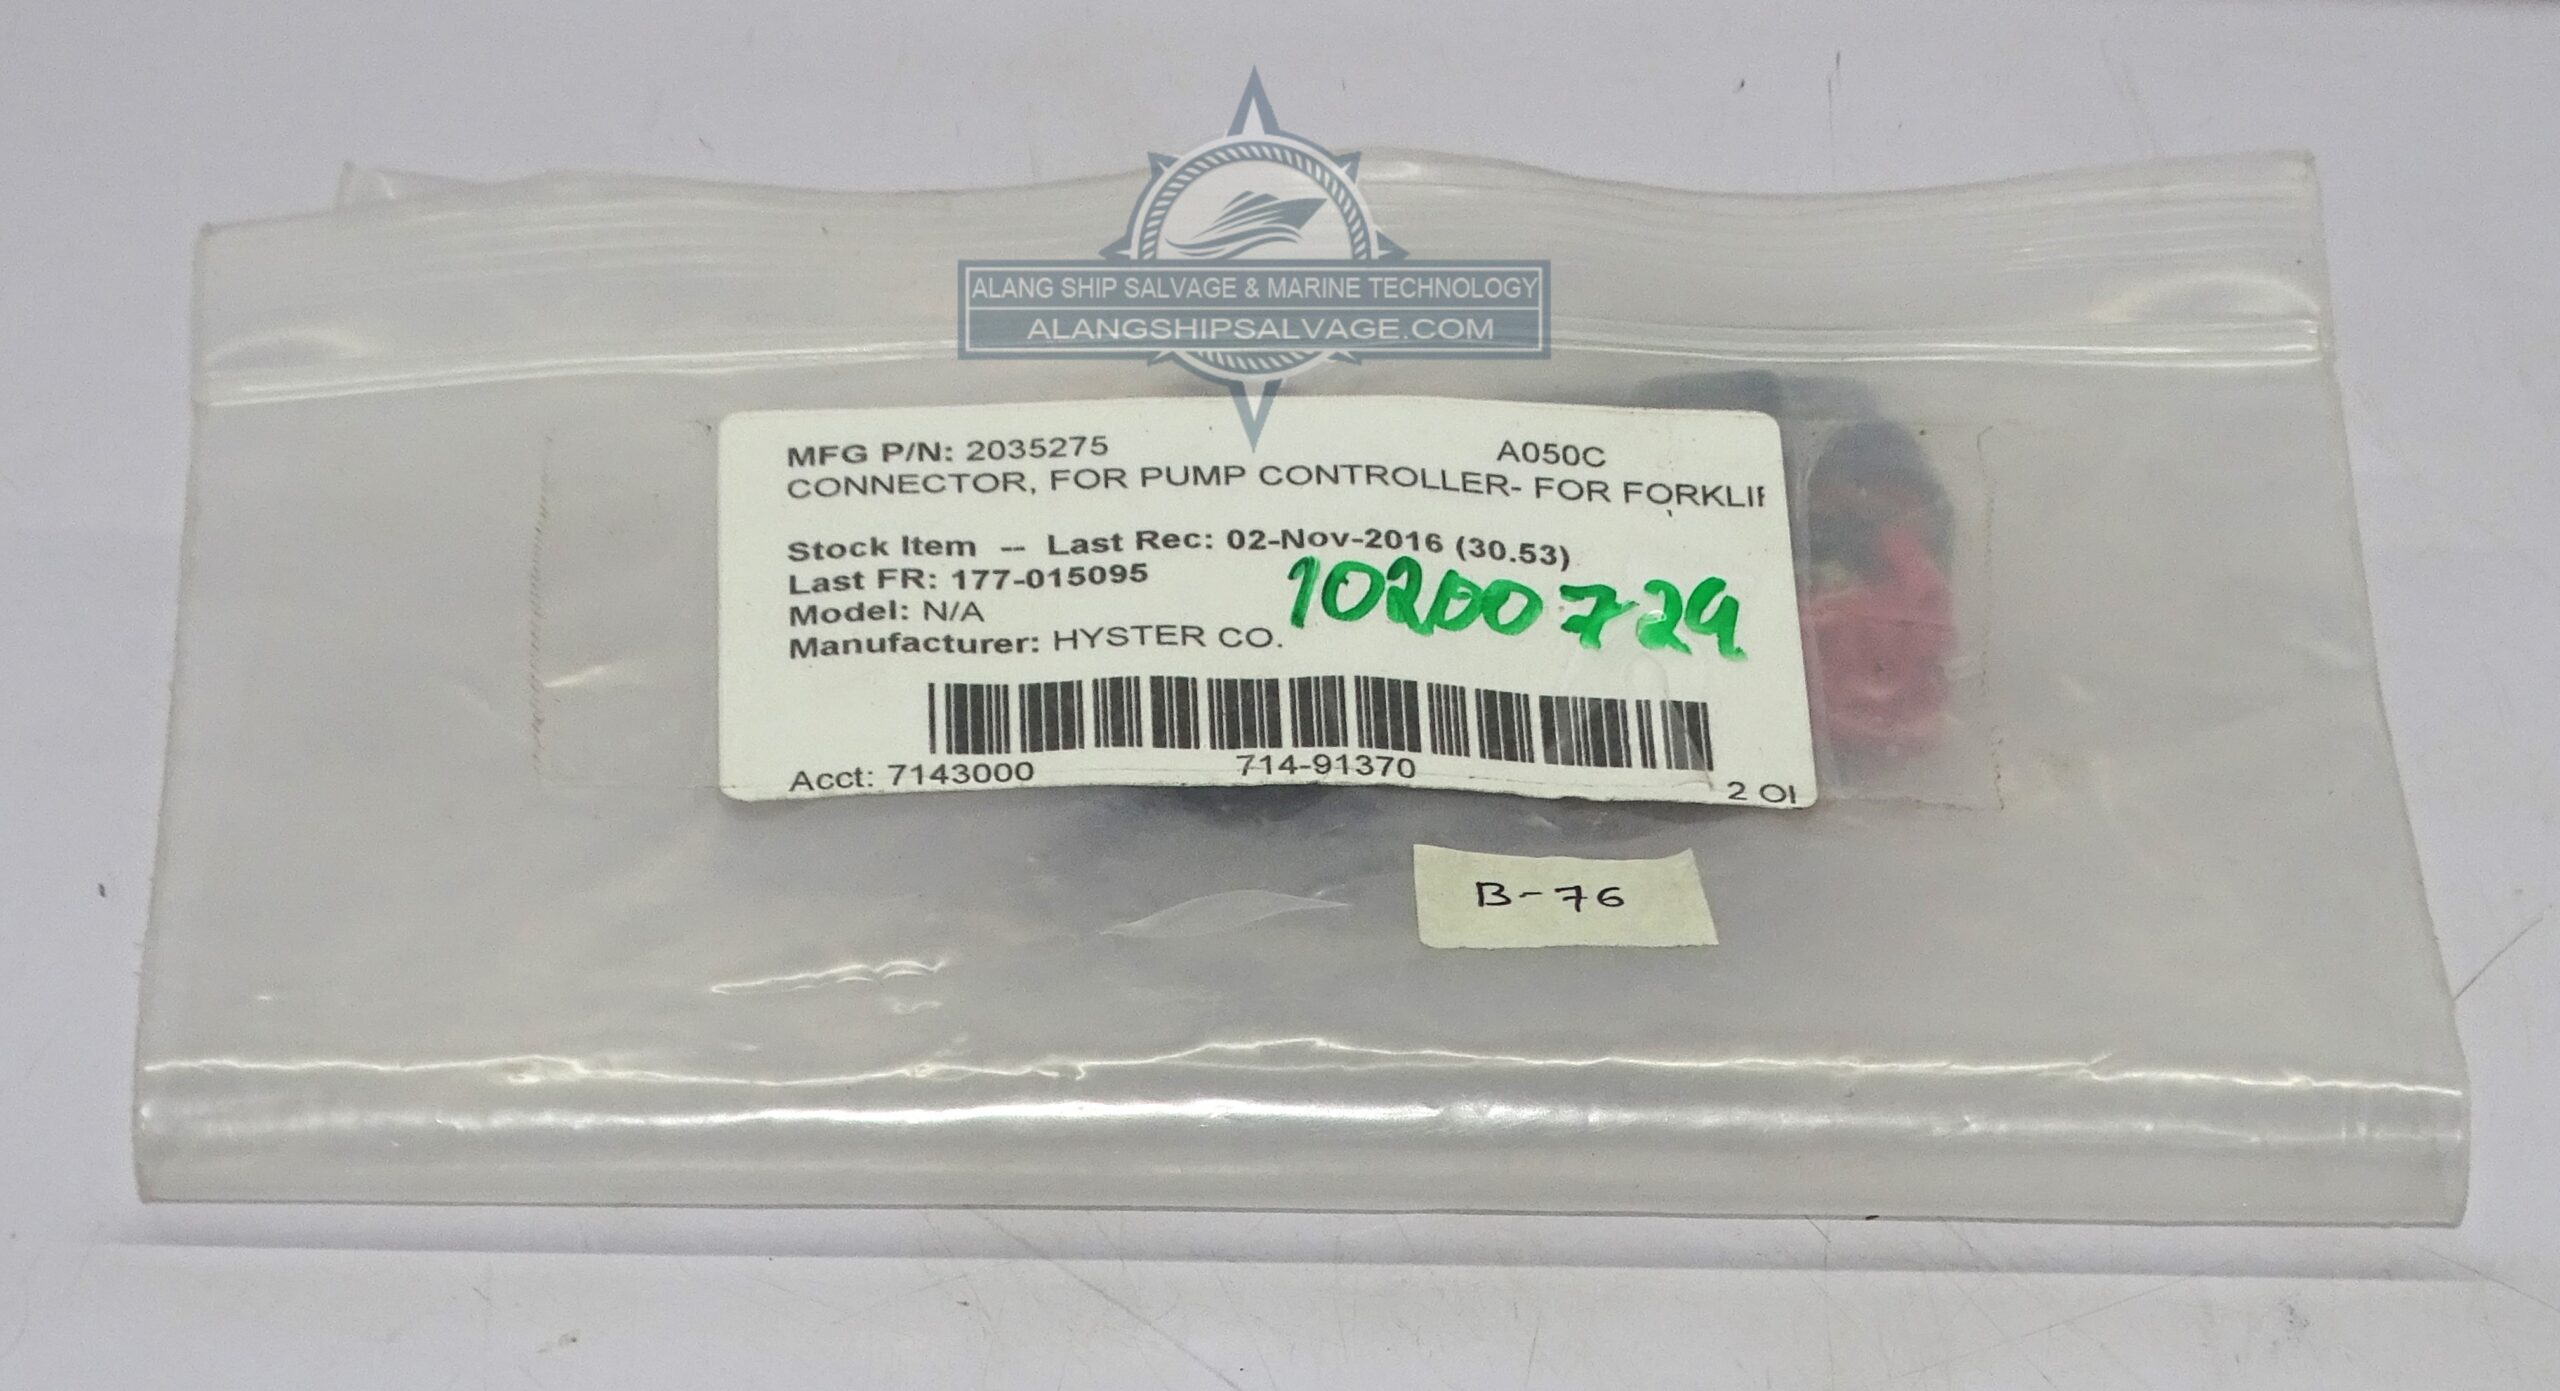 ALANG SHIP SALVAGE & MARINE TECHNOLOGY
ALANGSHIPSALVAGE.COM
MFG P/N: 2035275 A050C
CONNECTOR, FOR PUMP CONTROLLER- FOR FORKLIF
Stock Item -- Last Rec: 02-Nov-2016 (30.53)
Last FR: 177-015095
10200729
Model: N/A
Manufacturer: HYSTER CO.
Acct: 7143000 714-91370
2 OI
B-76